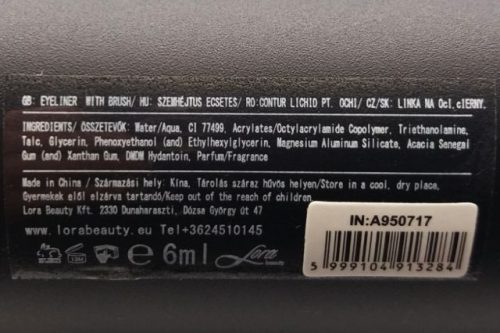 GB: EYELINER WITH BRUSH/ HU: SZEMHÉJTUS ECSETES/ RO:CONTUR LICHID PT. OCHI/ CZ/SK: LINKA NA OcI,cIERNY.
INGREDIENTS/ ÖSSZETEVŐK: Water/Aqua, CI 77499, Acrylates/Octylacrylamide Copolymer, Triethanolamine,
Talc, Glycerin, Phenoxyethanol (and) Ethylhexylglycerin, Magnesium Aluminum Silicate, Acacia Senegal
Gum (and) Xanthan Gum, DMDM Hydantoin, Parfum/Fragrance
Made in China / Származási hely: Kína. Tárolás száraz hűvös helyen/Store in a cool, dry place,
Gyermekek elől elzárva tartandó/Keep out of the reach of children.
Lora Beauty Kft. 2330 Dunaharaszti, Dózsa György út 47
www.lorabeauty.eu Tel+3624510145
12M e 6ml Lora beauty
IN:A950717
5 999104 913284